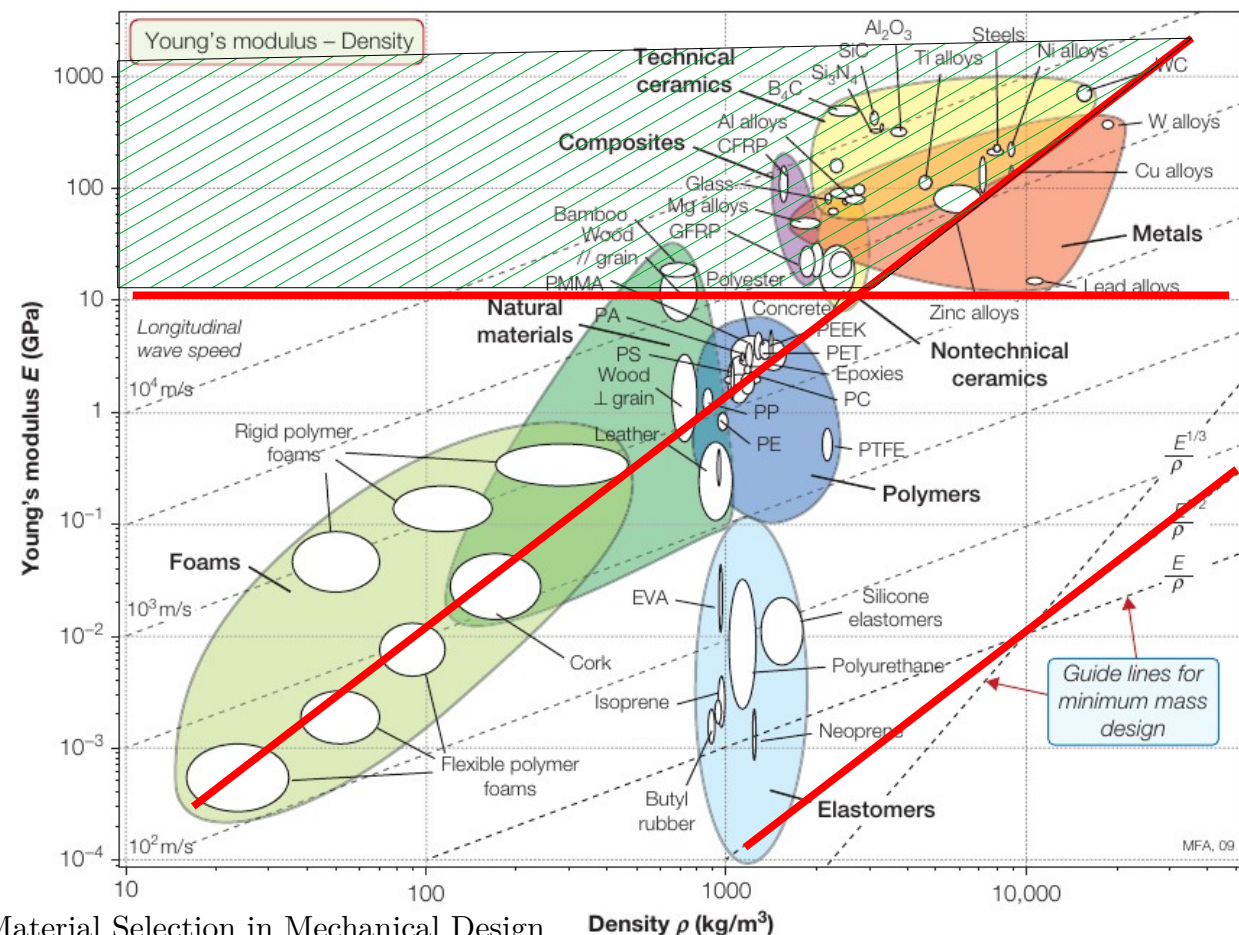 Young's modulus – Density
Al₂O₃
Steels
SiC
Ti alloys
Ni alloys
Technical
ceramics
Si₃N₄
WC
B₄C
Al alloys
W alloys
Composites
CFRP
Cu alloys
Glass
Mg alloys
Bamboo
GFRP
Metals
Wood
// grain
PMMA
Polyester
Lead alloys
Natural
materials
Concrete
Zinc alloys
PA
PEEK
PS
PET
Nontechnical
ceramics
Wood
⊥ grain
Epoxies
PC
PP
Leather
PE
PTFE
Polymers
Rigid polymer
foams
Foams
Longitudinal
wave speed
10⁴ m/s
10³ m/s
10² m/s
EVA
Silicone
elastomers
Cork
Polyurethane
Isoprene
Neoprene
Flexible polymer
foams
Butyl
rubber
Elastomers
E^{1/3}
ρ
ρ
E
ρ
Guide lines for
minimum mass
design
MFA, 09
Young's modulus E (GPa)
1000
100
10
1
10⁻¹
10⁻²
10⁻³
10⁻⁴
10
100
1000
10,000
Density ρ (kg/m³)
Material Selection in Mechanical Design